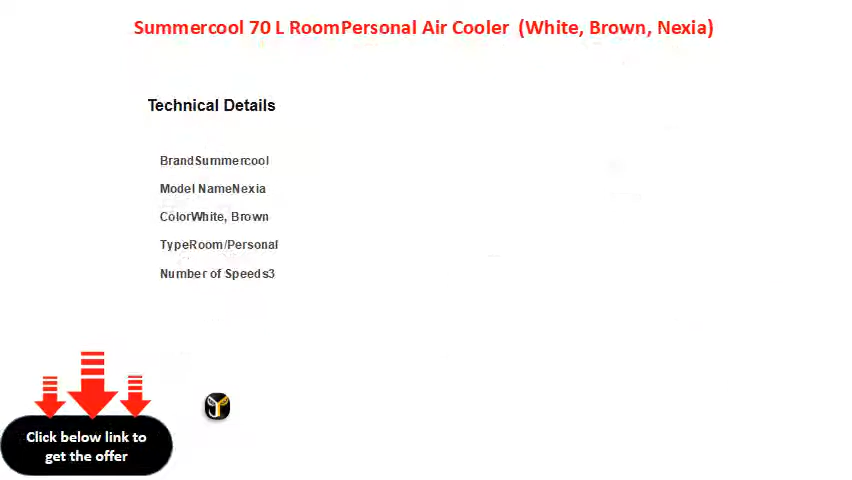 Summercool 70 L RoomPersonal Air Cooler (White, Brown, Nexia)
Technical Details
BrandSummercool
Model NameNexia
ColorWhite, Brown
TypeRoom/Personal
Number of Speeds3
Click below link to
get the offer